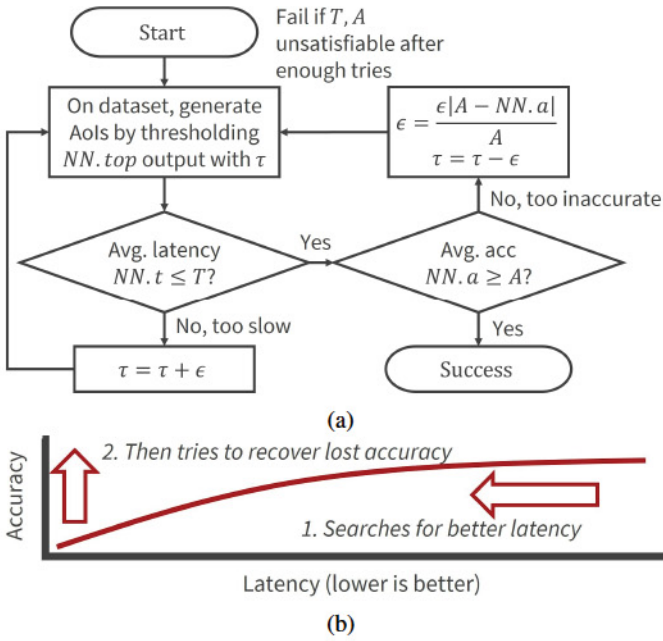 Start
Fail if T, A
unsatisfiable after
enough tries
On dataset, generate
AoIs by thresholding
NN.top output with τ
ϵ = ϵ|A − NN.a| / A
τ = τ − ϵ
No, too inaccurate
Avg. latency
NN.t ≤ T?
Yes
Avg. acc
NN.a ≥ A?
No, too slow
Yes
τ = τ + ϵ
Success
(a)
Accuracy
2. Then tries to recover lost accuracy
1. Searches for better latency
Latency (lower is better)
(b)